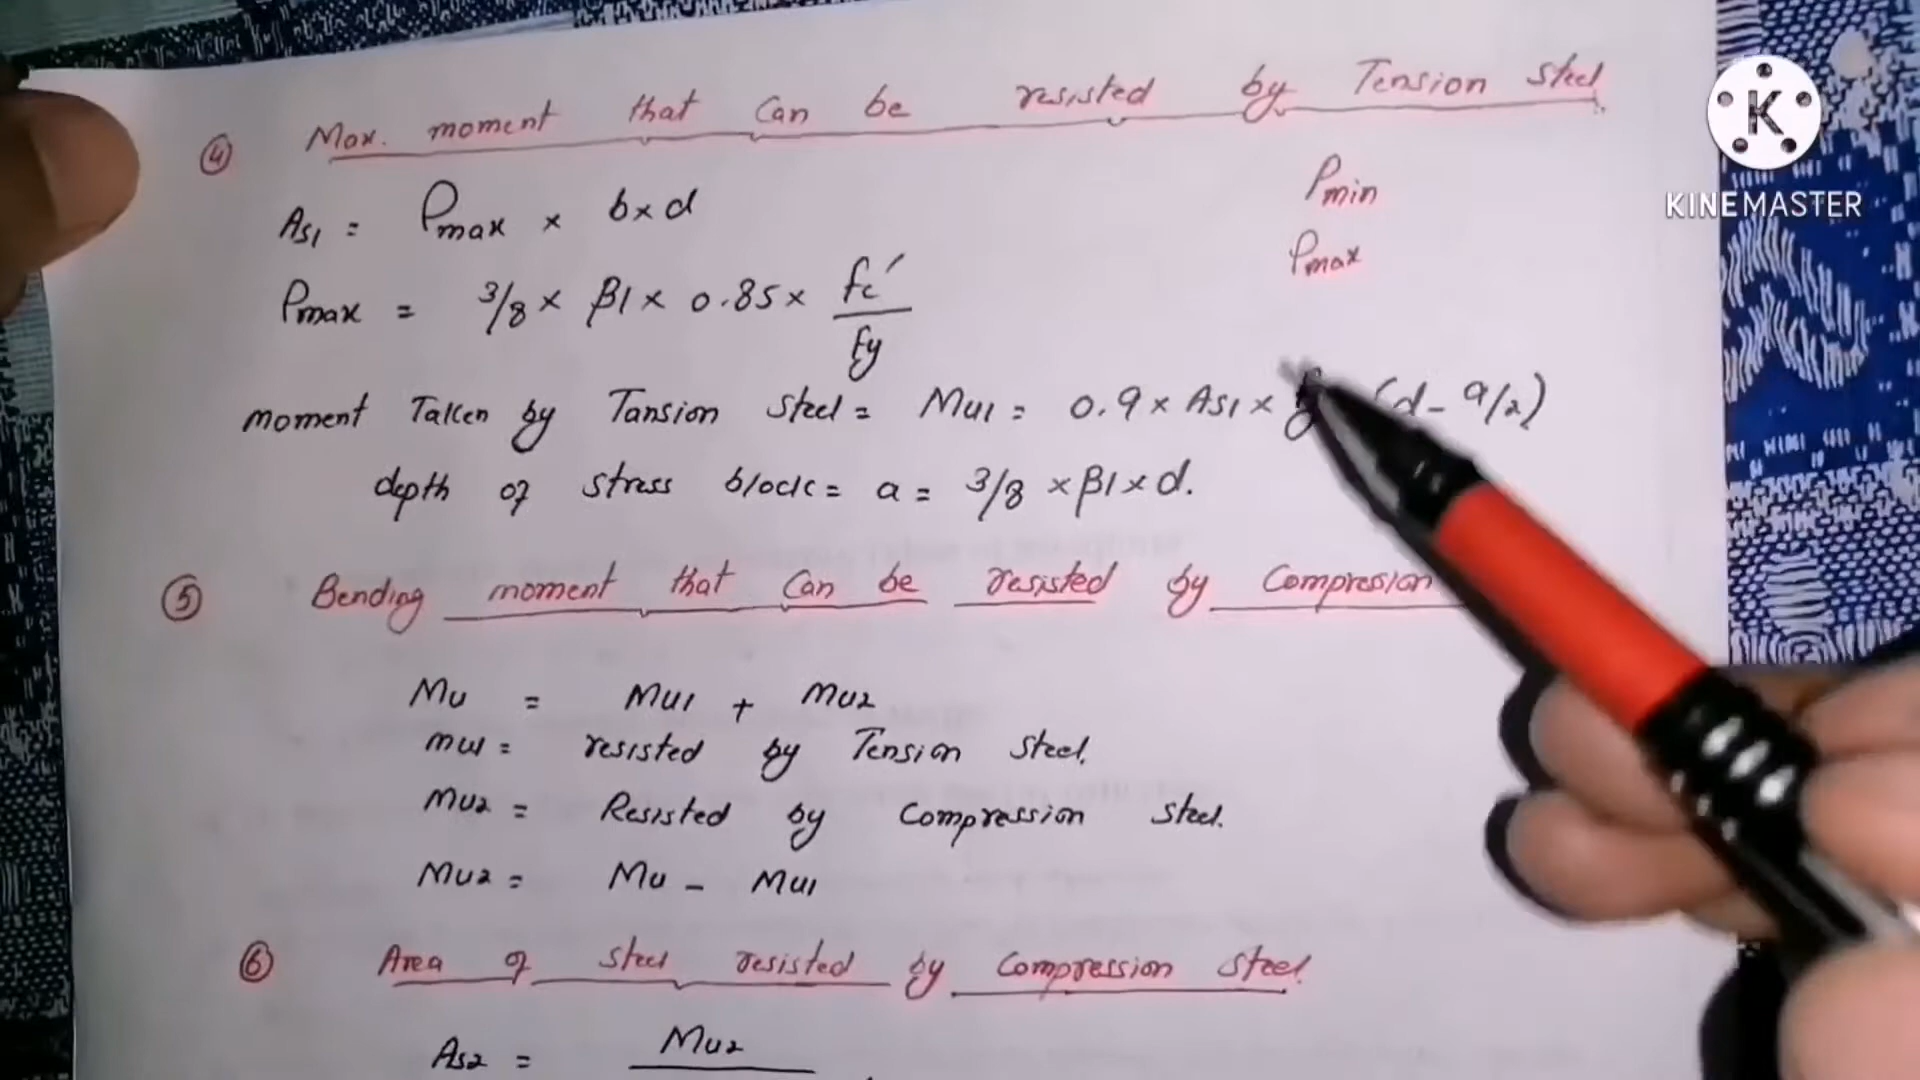 ④ Max. moment that can be resisted by Tension Steel
Pmin
As1 = Pmax × b×d
Pmax
Pmax = 3/8 × β1 × 0.85 × fc'/fy
moment Taken by Tansion Steel = Mu1 = 0.9 × As1 × (d - a/2)
depth of stress block = a = 3/8 × β1 × d.
⑤ Bending moment that can be resisted by Compression
Mu = Mu1 + Mu2
mu1 = resisted by Tension Steel.
Mu2 = Resisted by Compression Steel.
Mu2 = Mu - Mu1
⑥ Area of steel resisted by Compression Steel.
As2 = Mu2
K
KINEMASTER